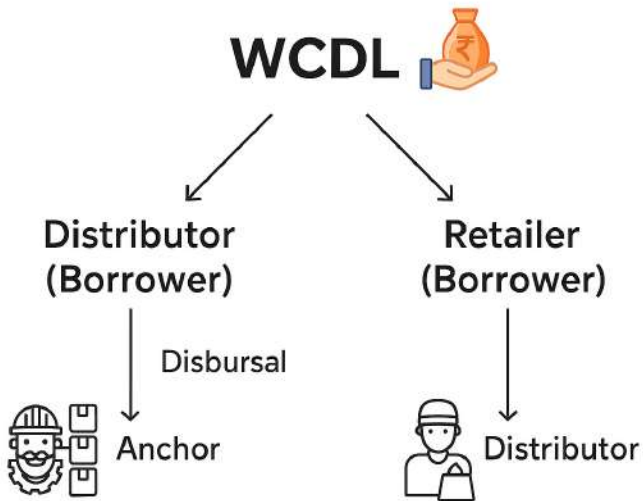 WCDL
₹
Distributor
(Borrower)
Retailer
(Borrower)
Disbursal
Anchor
Distributor